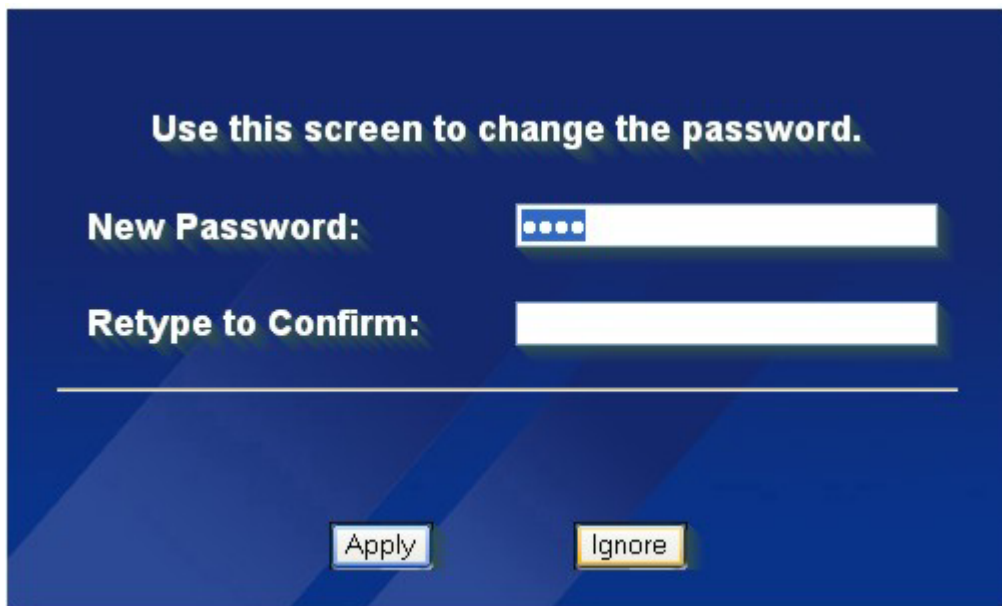 Use this screen to change the password.
New Password: ••••
Retype to Confirm:
Apply Ignore